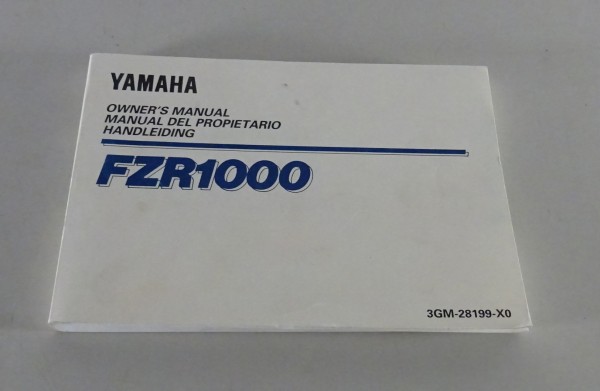 YAMAHA
OWNER'S MANUAL
MANUAL DEL PROPIETARIO
HANDLEIDING
FZR1000
3GM-28199-X0